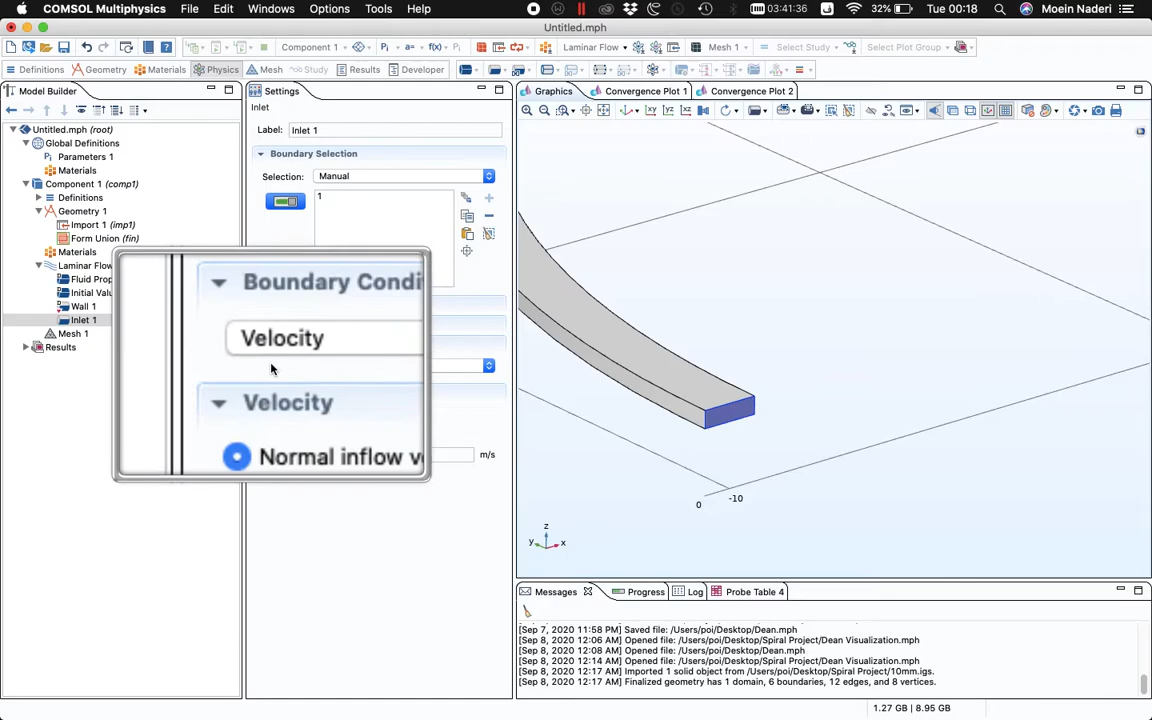 COMSOL Multiphysics File Edit Windows Options Tools Help 03:41:36 32% Tue 00:18 Moein Naderi
Untitled.mph
Component 1 Pi a= f(x) Laminar Flow Mesh 1 Select Study Select Plot Group
Definitions Geometry Materials Physics Mesh Study Results Developer
Model Builder
Untitled.mph (root)
Global Definitions
Pi Parameters 1
Materials
Component 1 (comp1)
Definitions
Geometry 1
Import 1 (imp1)
Form Union (fin)
Materials
Laminar Flow
Fluid Prop
Initial Valu
Wall 1
Inlet 1
Mesh 1
Results
Settings
Inlet
Label: Inlet 1
Boundary Selection
Selection: Manual
1
Boundary Condi
Velocity
Velocity
Normal inflow v
m/s
Graphics Convergence Plot 1 Convergence Plot 2
0
-10
z
y
x
Messages Progress Log Probe Table 4
[Sep 7, 2020 11:58 PM] Saved file: /Users/poi/Desktop/Dean.mph
[Sep 8, 2020 12:06 AM] Opened file: /Users/poi/Desktop/Spiral Project/Dean Visualization.mph
[Sep 8, 2020 12:08 AM] Opened file: /Users/poi/Desktop/Dean.mph
[Sep 8, 2020 12:14 AM] Opened file: /Users/poi/Desktop/Spiral Project/Dean Visualization.mph
[Sep 8, 2020 12:17 AM] Imported 1 solid object from /Users/poi/Desktop/Spiral Project/10mm.igs.
[Sep 8, 2020 12:17 AM] Finalized geometry has 1 domain, 6 boundaries, 12 edges, and 8 vertices.
1.27 GB | 8.95 GB